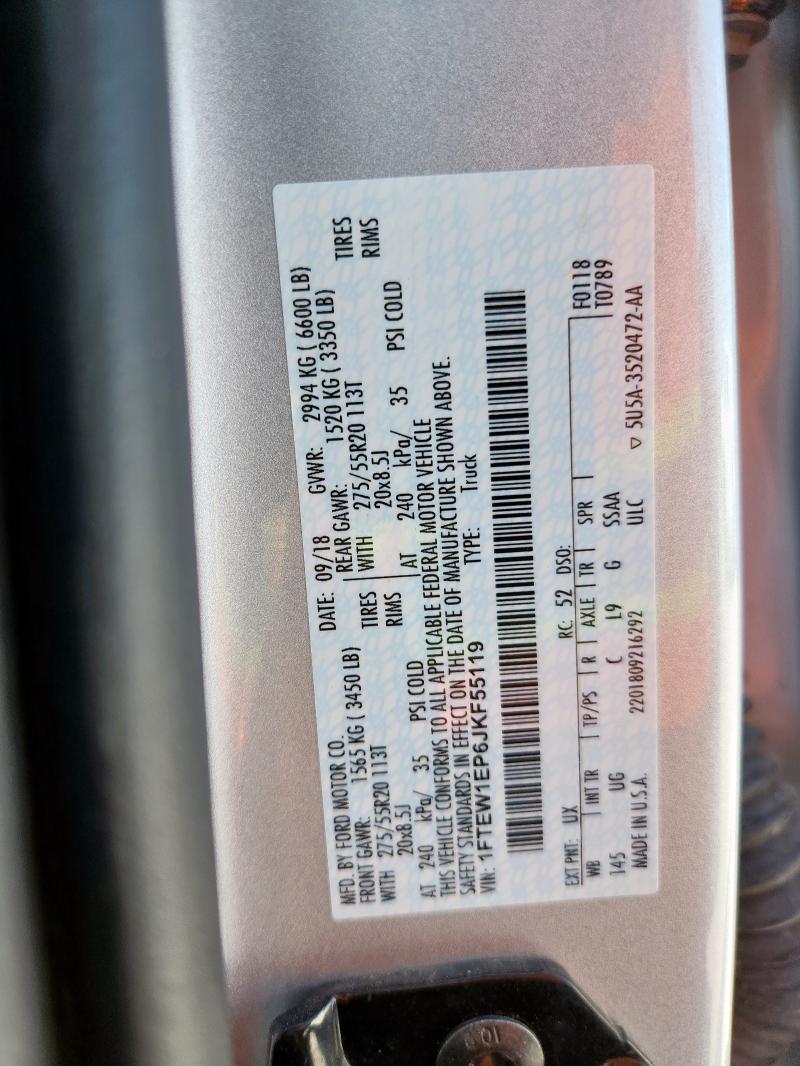 MFD. BY FORD MOTOR CO. DATE: 09/18 GVWR: 2994 KG ( 6600 LB)
FRONT GAWR: 1565 KG ( 3450 LB) REAR GAWR: 1520 KG ( 3350 LB)
WITH 275/55R20 113T TIRES WITH 275/55R20 113T TIRES
20x8.5J RIMS 20x8.5J RIMS
AT 240 kPa/ 35 PSI COLD AT 240 kPa/ 35 PSI COLD
THIS VEHICLE CONFORMS TO ALL APPLICABLE FEDERAL MOTOR VEHICLE
SAFETY STANDARDS IN EFFECT ON THE DATE OF MANUFACTURE SHOWN ABOVE.
VIN: 1FTEW1EP6JKF55119 TYPE: Truck
EXT PNT: UX RC: 52 DSO: F0118
WB INT TR TP/PS R AXLE TR SPR T0789
145 UG C L9 G SSAA
MADE IN U.S.A. 2201809216292 ULC ▽ 5U5A-3520472-AA